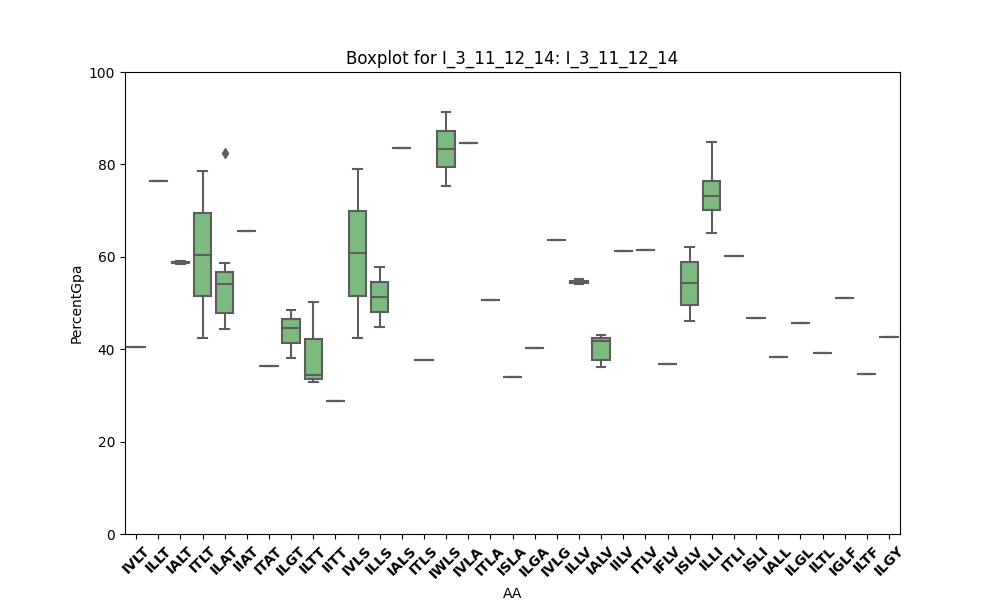 Boxplot for I_3_11_12_14: I_3_11_12_14
100
80
60
40
20
0
PercentGpa
IVLT
ILLT
IALT
ITLT
ILAT
IIAT
ITAT
ILGT
ILTT
IITT
IVLS
ILLS
IALS
ITLS
IWLS
IVLA
ITLA
ISLA
ILGA
IVLG
ILLV
IALV
IILV
ITLV
IFLV
ISLV
ILLI
ITLI
ISLI
IALL
ILGL
ILTL
IGLF
ILTF
ILGY
AA